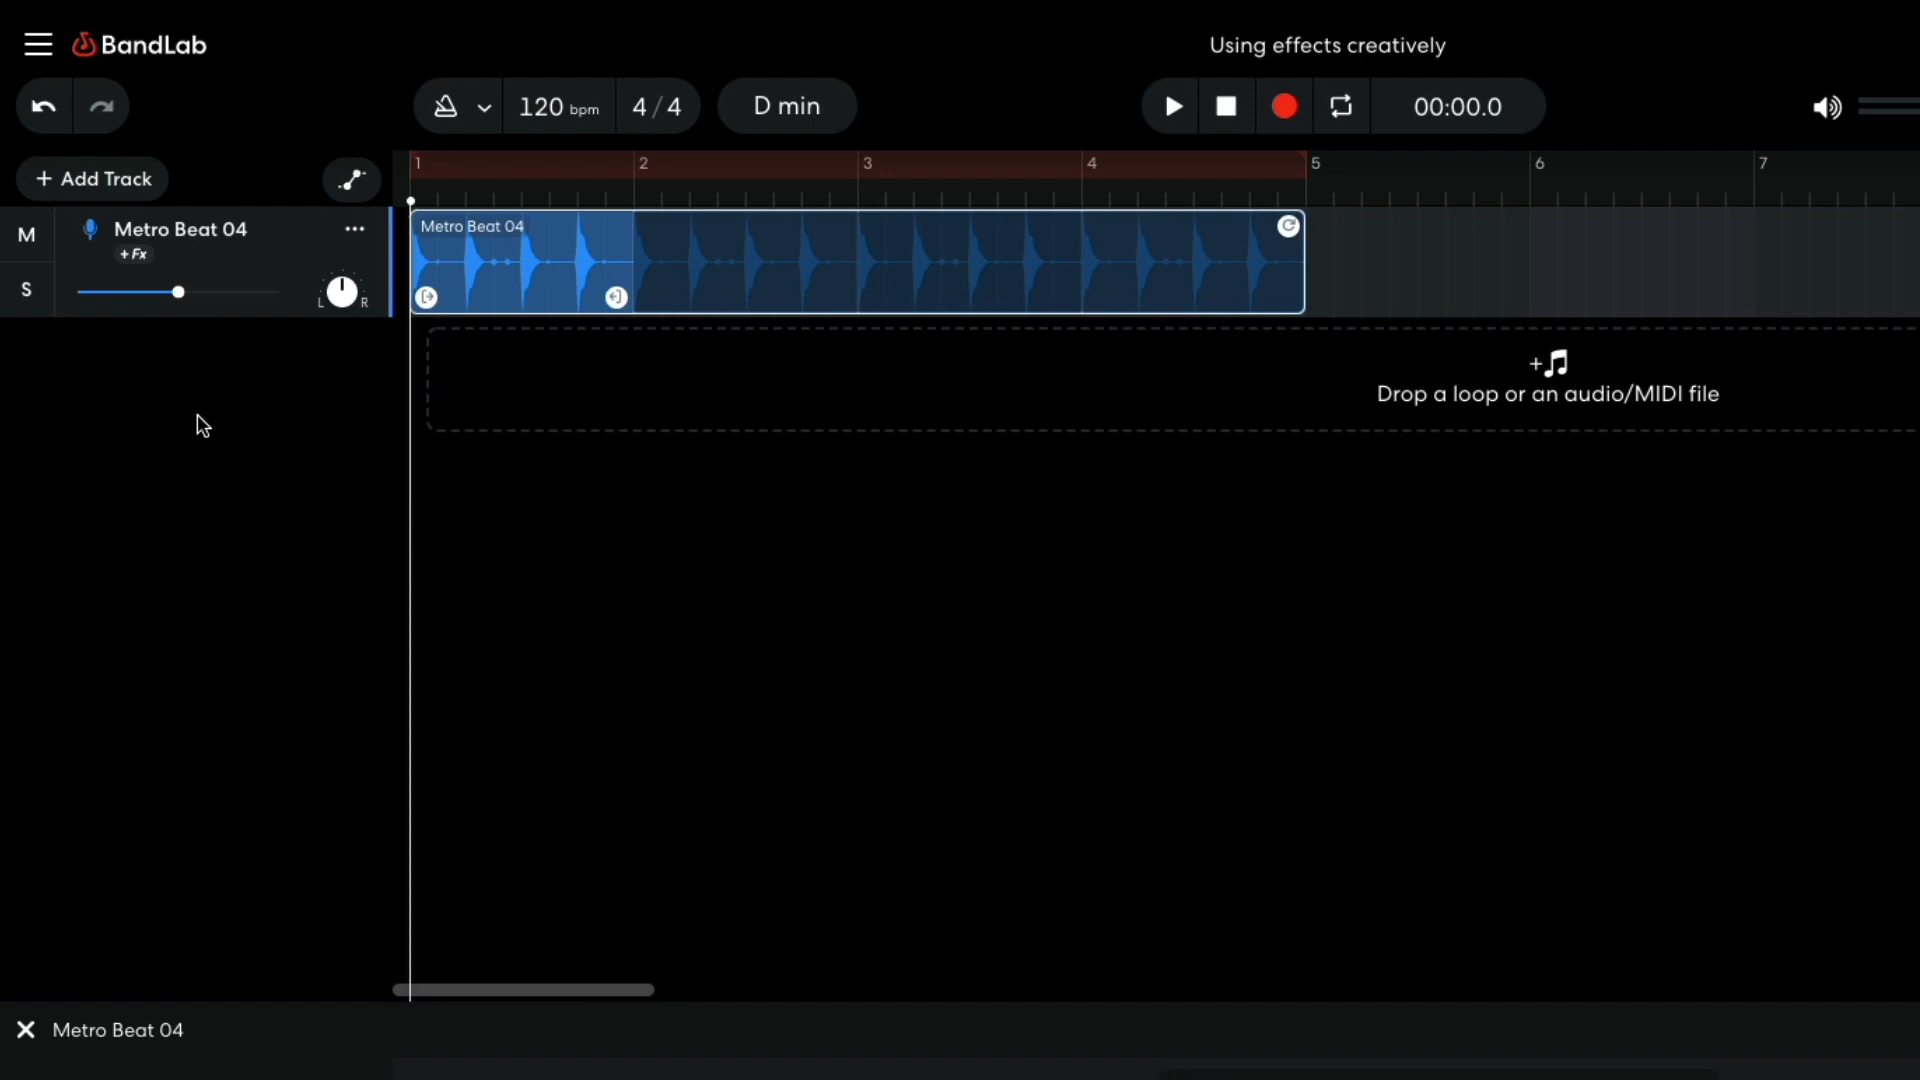 BandLab
Using effects creatively
120 bpm
4 / 4
D min
00:00.0
+ Add Track
1 2 3 4 5 6 7
M
Metro Beat 04
+ Fx
S
L R
Metro Beat 04
Drop a loop or an audio/MIDI file
Metro Beat 04